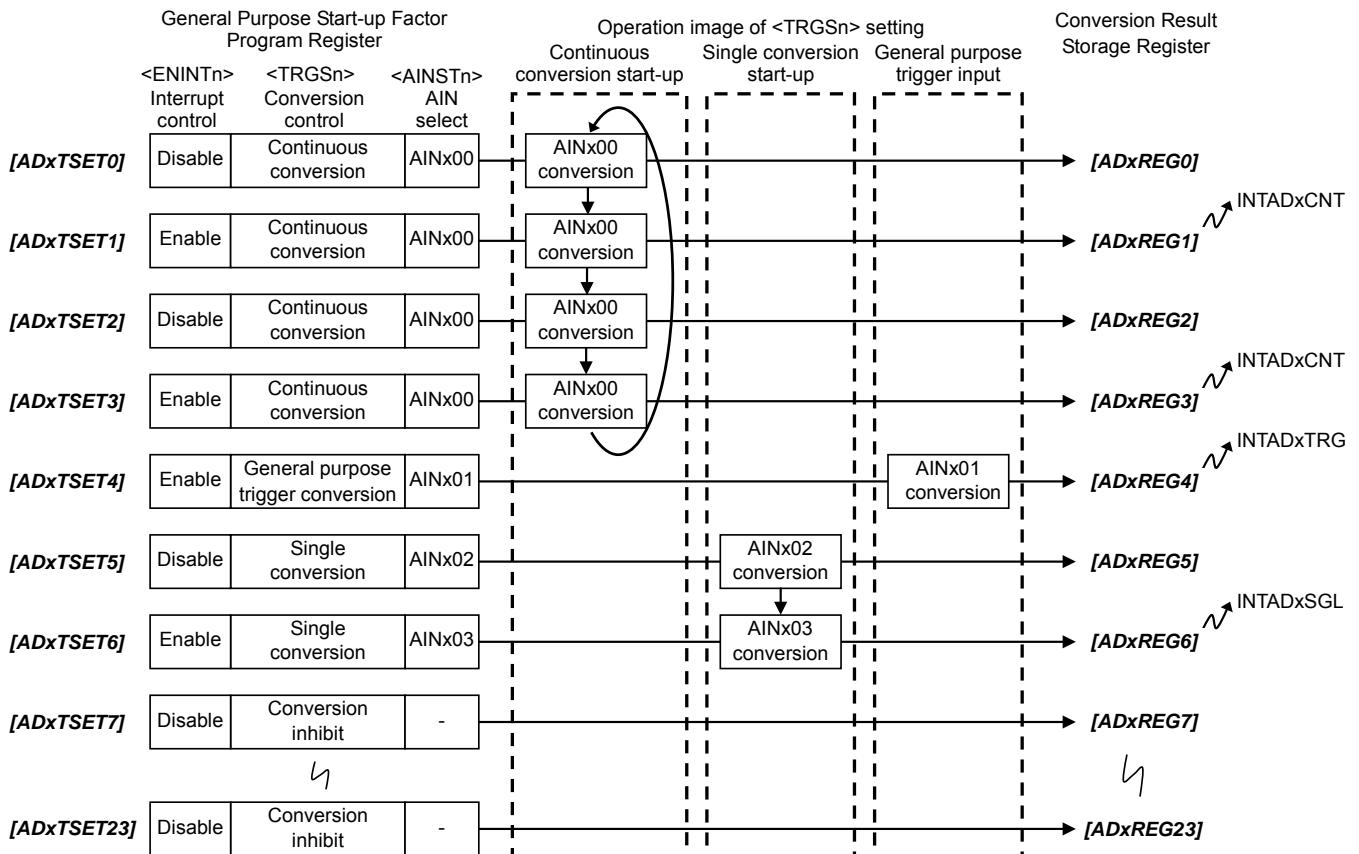 General Purpose Start-up Factor
Program Register
Operation image of <TRGSn> setting
Conversion Result
Storage Register
<ENINTn>
Interrupt
control
<TRGSn>
Conversion
control
<AINSTn>
AIN
select
Continuous
conversion start-up
Single conversion
start-up
General purpose
trigger input
[ADxTSET0]
Disable
Continuous
conversion
AINx00
AINx00
conversion
[ADxREG0]
[ADxTSET1]
Enable
Continuous
conversion
AINx00
AINx00
conversion
[ADxREG1]
INTADxCNT
[ADxTSET2]
Disable
Continuous
conversion
AINx00
AINx00
conversion
[ADxREG2]
[ADxTSET3]
Enable
Continuous
conversion
AINx00
AINx00
conversion
[ADxREG3]
INTADxCNT
[ADxTSET4]
Enable
General purpose
trigger conversion
AINx01
AINx01
conversion
[ADxREG4]
INTADxTRG
[ADxTSET5]
Disable
Single
conversion
AINx02
AINx02
conversion
[ADxREG5]
[ADxTSET6]
Enable
Single
conversion
AINx03
AINx03
conversion
[ADxREG6]
INTADxSGL
[ADxTSET7]
Disable
Conversion
inhibit
-
[ADxREG7]
[ADxTSET23]
Disable
Conversion
inhibit
-
[ADxREG23]